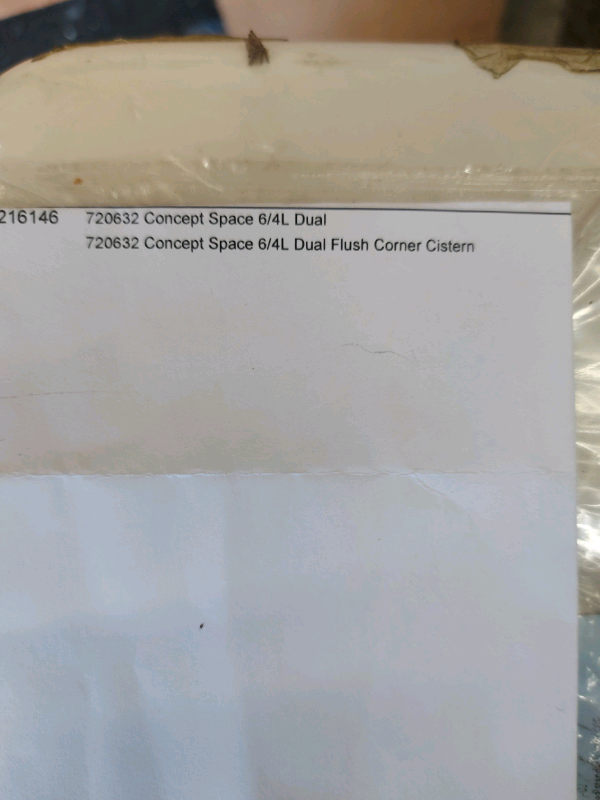 216146 720632 Concept Space 6/4L Dual
720632 Concept Space 6/4L Dual Flush Corner Cistern